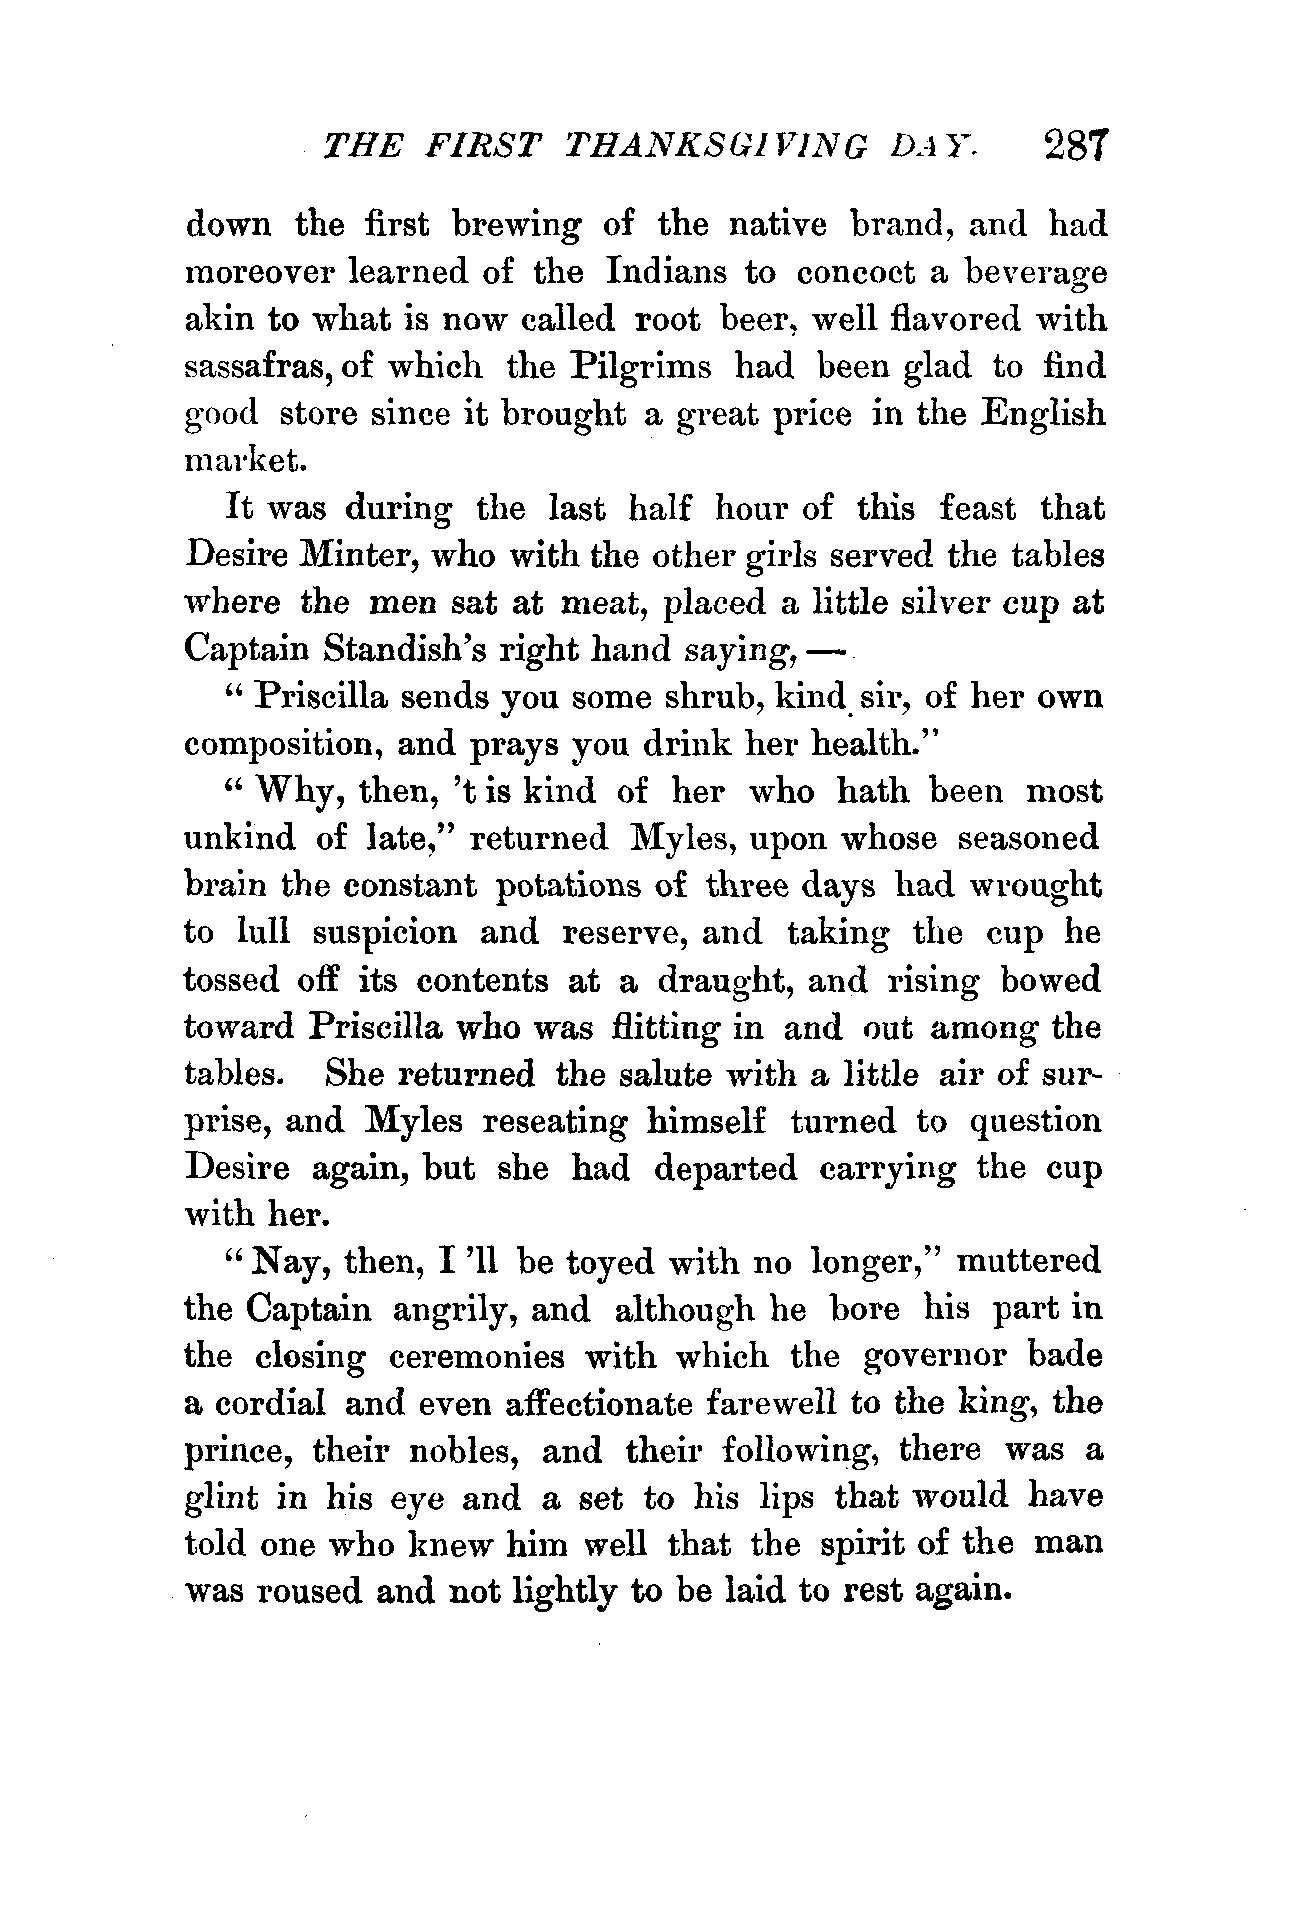 THE FIRST THANKSGIVING DAY. 287
down the first brewing of the native brand, and had
moreover learned of the Indians to concoct a beverage
akin to what is now called root beer, well flavored with
sassafras, of which the Pilgrims had been glad to find
good store since it brought a great price in the English
market.
It was during the last half hour of this feast that
Desire Minter, who with the other girls served the tables
where the men sat at meat, placed a little silver cup at
Captain Standish's right hand saying, —
" Priscilla sends you some shrub, kind sir, of her own
composition, and prays you drink her health."
" Why, then, 't is kind of her who hath been most
unkind of late," returned Myles, upon whose seasoned
brain the constant potations of three days had wrought
to lull suspicion and reserve, and taking the cup he
tossed off its contents at a draught, and rising bowed
toward Priscilla who was flitting in and out among the
tables. She returned the salute with a little air of sur-
prise, and Myles reseating himself turned to question
Desire again, but she had departed carrying the cup
with her.
" Nay, then, I 'll be toyed with no longer," muttered
the Captain angrily, and although he bore his part in
the closing ceremonies with which the governor bade
a cordial and even affectionate farewell to the king, the
prince, their nobles, and their following, there was a
glint in his eye and a set to his lips that would have
told one who knew him well that the spirit of the man
was roused and not lightly to be laid to rest again.